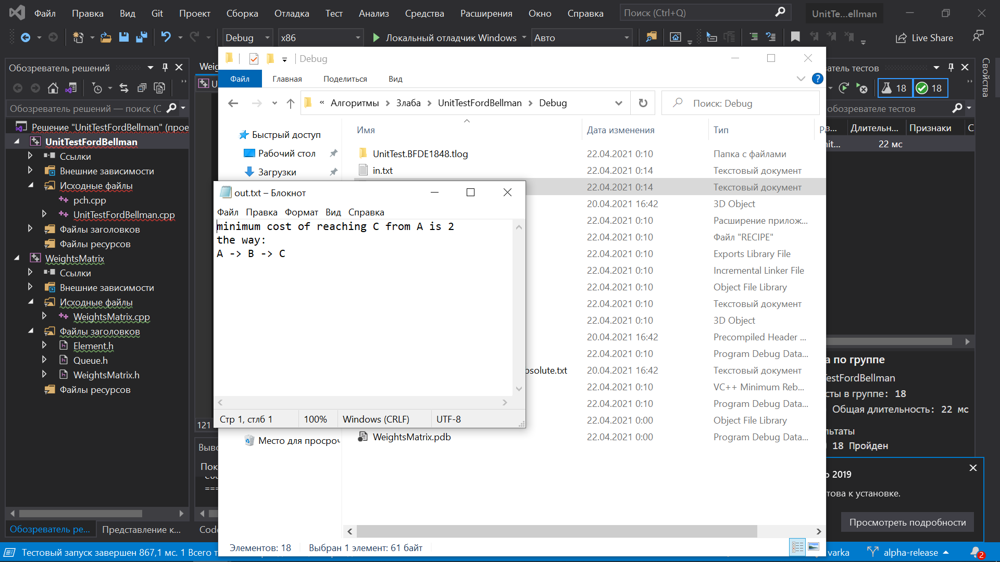 Файл Правка Вид Git Проект Сборка Отладка Тест Анализ Средства Расширения Окно Справка Поиск (Ctrl+Q) UnitTe...ellman
Debug x86 Локальный отладчик Windows Авто Live Share
Обозреватель решений
Обозреватель решений — поиск (C
Решение "UnitTestFordBellman" (прое
UnitTestFordBellman
Ссылки
Внешние зависимости
Исходные файлы
pch.cpp
UnitTestFordBellman.cpp
Файлы заголовков
Файлы ресурсов
WeightsMatrix
Ссылки
Внешние зависимости
Исходные файлы
WeightsMatrix.cpp
Файлы заголовков
Element.h
Queue.h
WeightsMatrix.h
Файлы ресурсов
Обозреватель ре... Представление к...
Weig
U
121
Выво
Пок
Code
Debug
Файл Главная Поделиться Вид
« Алгоритмы > 3лаба > UnitTestFordBellman > Debug
Поиск: Debug
Быстрый доступ
Рабочий стол
Загрузки
Место для просроч
Имя Дата изменения Тип Ра
UnitTest.BFDE1848.tlog 22.04.2021 0:10 Папка с файлами
in.txt 22.04.2021 0:14 Текстовый документ
22.04.2021 0:14 Текстовый документ
20.04.2021 16:42 3D Object
22.04.2021 0:10 Расширение прилож...
22.04.2021 0:10 Файл "RECIPE"
22.04.2021 0:10 Exports Library File
22.04.2021 0:10 Incremental Linker File
22.04.2021 0:10 Object File Library
22.04.2021 0:10 Текстовый документ
22.04.2021 0:10 3D Object
20.04.2021 16:42 Precompiled Header ...
22.04.2021 0:10 Program Debug Data...
bsolute.txt 20.04.2021 16:42 Текстовый документ
22.04.2021 0:10 VC++ Minimum Reb...
22.04.2021 0:10 Program Debug Data...
22.04.2021 0:00 Object File Library
WeightsMatrix.pdb 22.04.2021 0:00 Program Debug Data...
Элементов: 18 Выбран 1 элемент: 61 байт
out.txt – Блокнот
Файл Правка Формат Вид Справка
minimum cost of reaching C from A is 2
the way:
A -> B -> C
Стр 1, стлб 1 100% Windows (CRLF) UTF-8
атель тестов
18 18
обозревателе тестов
з... Длительн... Признаки С
nit... 22 мс
а по группе
estFordBellman
сты в группе: 18
Общая длительность: 22 мс
льтаты
18 Пройден
2019
това к установке.
Просмотреть подробности
Свойства
Тестовый запуск завершен 867,1 мс. 1 Всего т
varka alpha-release 2